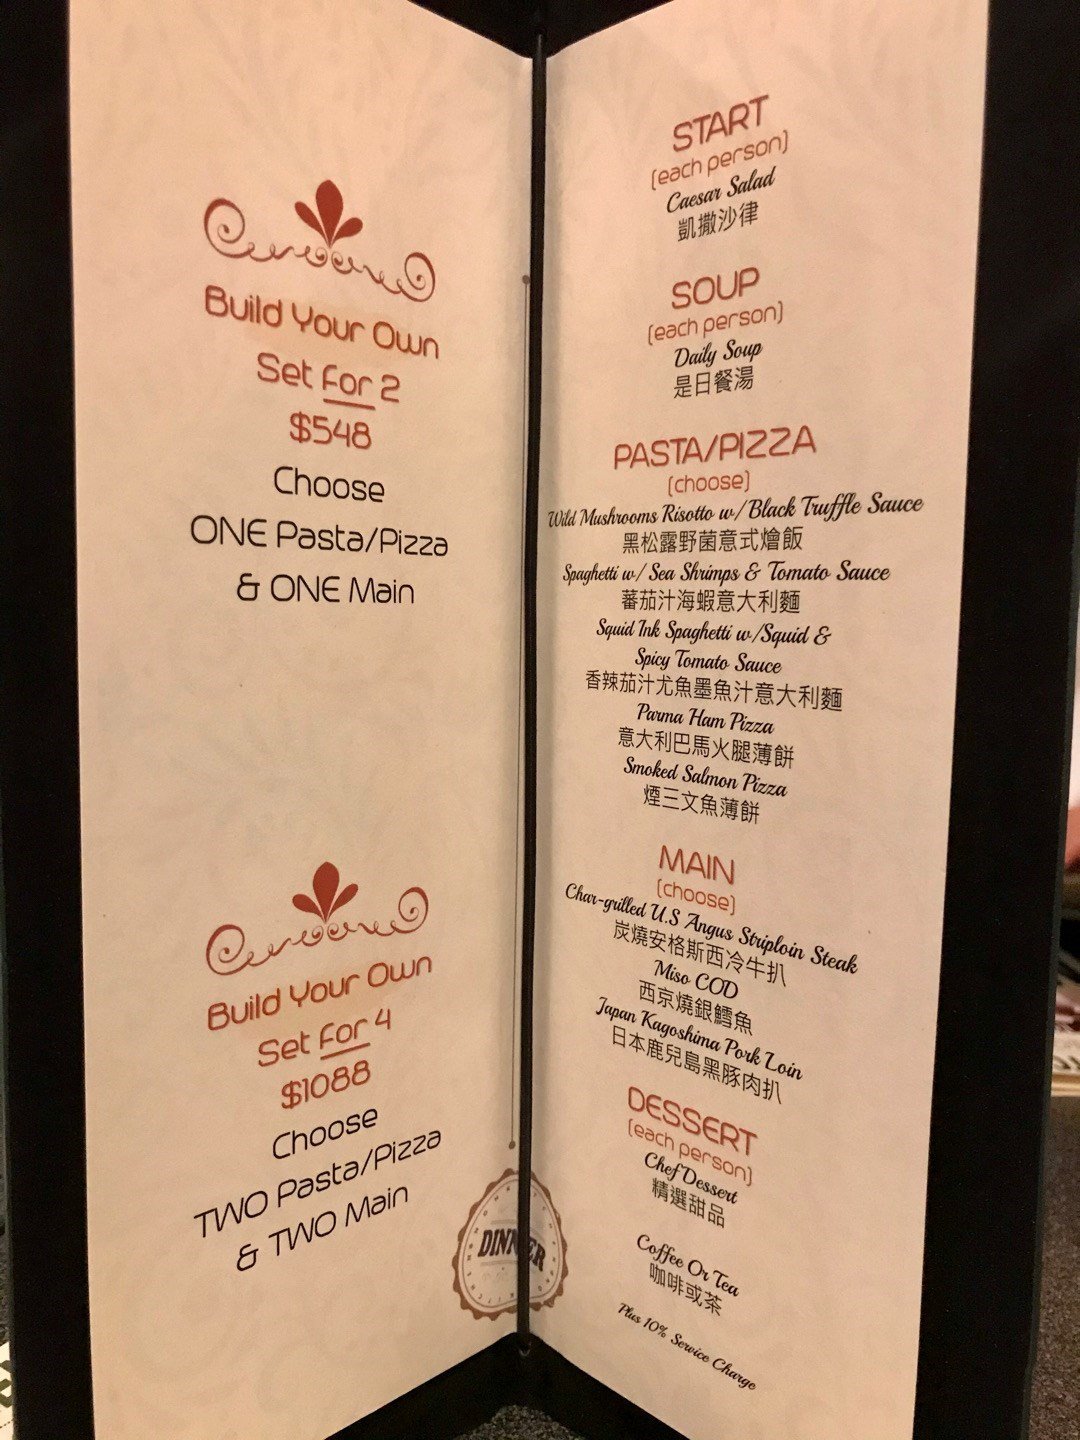 Build Your Own
Set For 2
$548
Choose
ONE Pasta/Pizza
& ONE Main
Build Your Own
Set For 4
$1088
Choose
TWO Pasta/Pizza
& TWO Main
DINNER
START
(each person)
Caesar Salad
凱撒沙律
SOUP
(each person)
Daily Soup
是日餐湯
PASTA/PIZZA
(choose)
Wild Mushrooms Risotto w/Black Truffle Sauce
黑松露野菌意式燴飯
Spaghetti w/ Sea Shrimps & Tomato Sauce
蕃茄汁海蝦意大利麵
Squid Ink Spaghetti w/Squid &
Spicy Tomato Sauce
香辣茄汁尤魚墨魚汁意大利麵
Parma Ham Pizza
意大利巴馬火腿薄餅
Smoked Salmon Pizza
煙三文魚薄餅
MAIN
(choose)
Char-grilled U.S Angus Striploin Steak
炭燒安格斯西冷牛扒
Miso COD
西京燒銀鱈魚
Japan Kagoshima Pork Loin
日本鹿兒島黑豚肉扒
DESSERT
(each person)
Chef Dessert
精選甜品
Coffee Or Tea
咖啡或茶
Plus 10% Service Charge